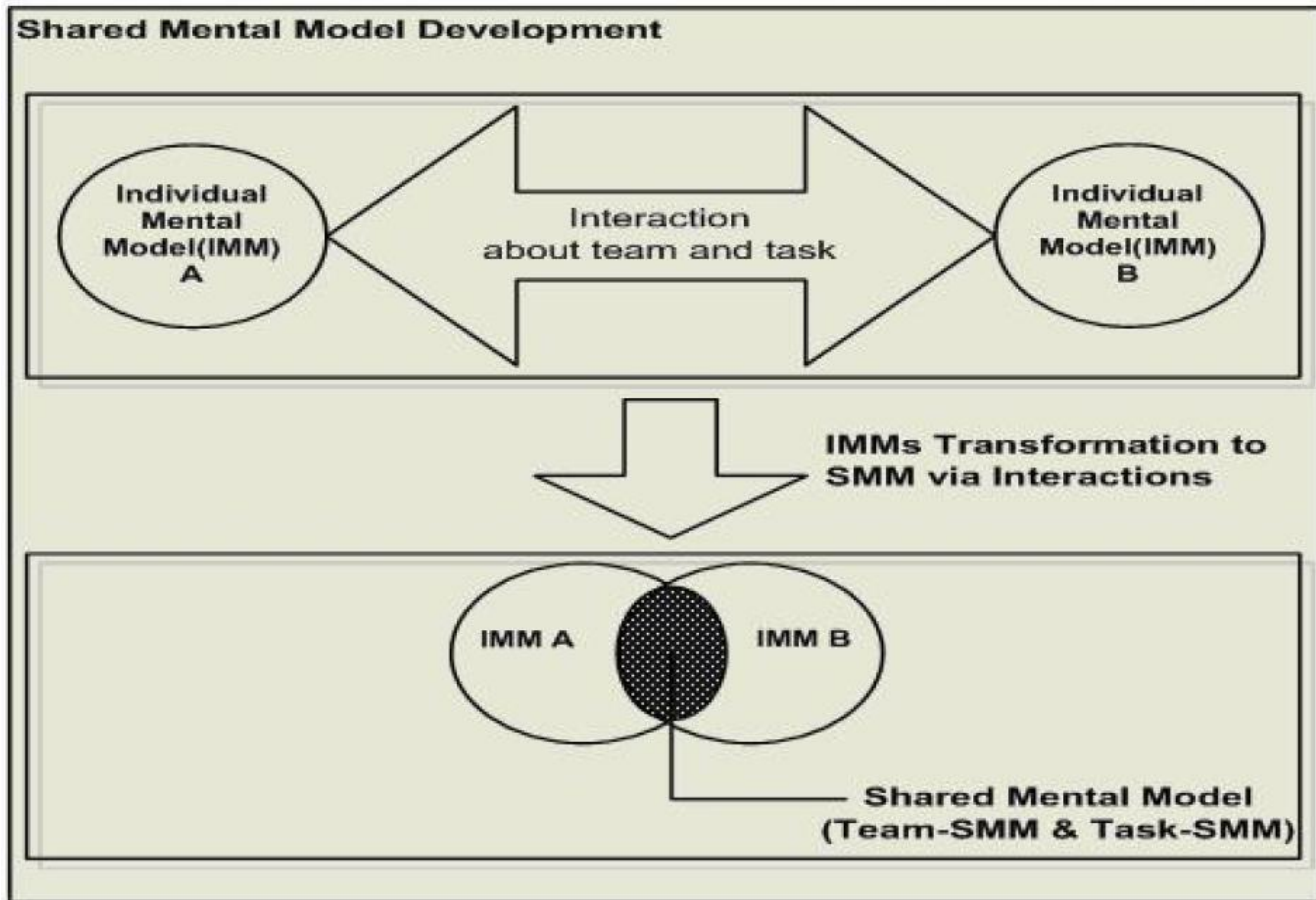 Shared Mental Model Development
Individual
Mental
Model(IMM)
A
Interaction
about team and task
Individual
Mental
Model(IMM)
B
IMMs Transformation to
SMM via Interactions
IMM A
IMM B
Shared Mental Model
(Team-SMM & Task-SMM)